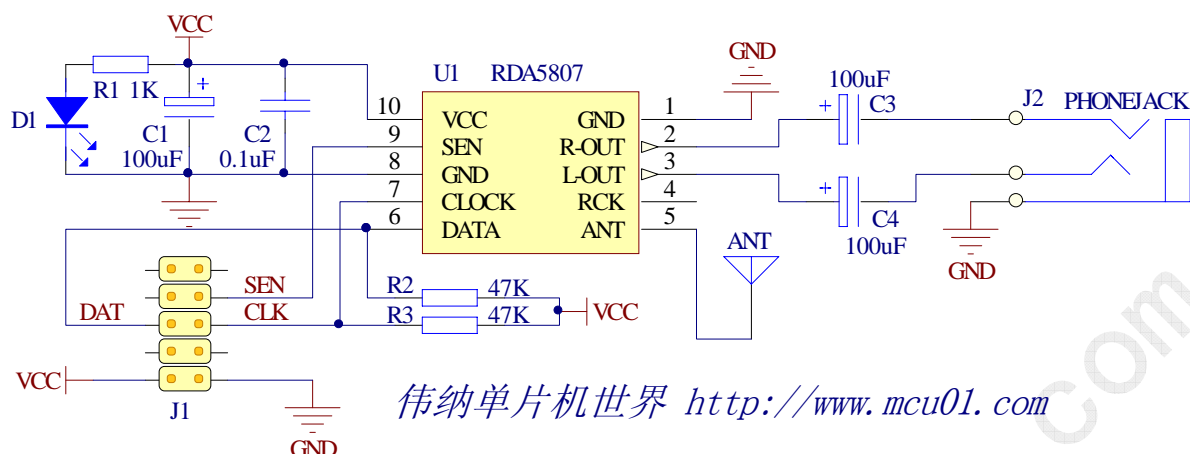 VCC
R1 1K
D1
+
C1
100uF
C2
0.1uF
U1 RDA5807
10 VCC GND 1
9 SEN R-OUT 2
8 GND L-OUT 3
7 CLOCK RCK 4
6 DATA ANT 5
GND
100uF
+ C3
+ C4
100uF
J2 PHONEJACK
GND
ANT
SEN
DAT CLK
R2 47K
R3 47K
VCC
VCC
J1
GND
伟纳单片机世界 http://www.mcu01.com
com